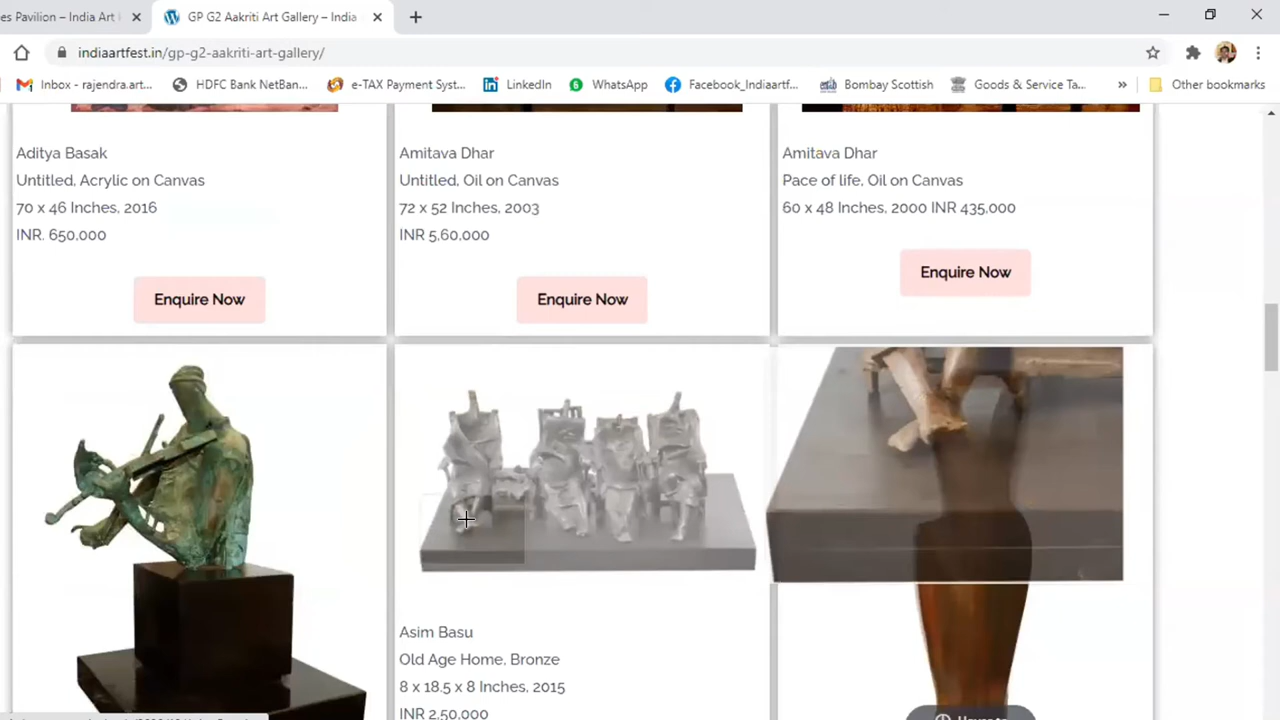 es Pavilion – India Art
GP G2 Aakriti Art Gallery – India
indiaartfest.in/gp-g2-aakriti-art-gallery/
Inbox - rajendra.art...
HDFC Bank NetBan...
e-TAX Payment Syst...
LinkedIn
WhatsApp
Facebook_Indiaartf...
Bombay Scottish
Goods & Service Ta...
»
Other bookmarks
Aditya Basak
Untitled, Acrylic on Canvas
70 x 46 Inches, 2016
INR. 650,000
Enquire Now
Amitava Dhar
Untitled, Oil on Canvas
72 x 52 Inches, 2003
INR 5,60,000
Enquire Now
Amitava Dhar
Pace of life, Oil on Canvas
60 x 48 Inches, 2000 INR 435,000
Enquire Now
Asim Basu
Old Age Home, Bronze
8 x 18.5 x 8 Inches, 2015
INR 2,50,000